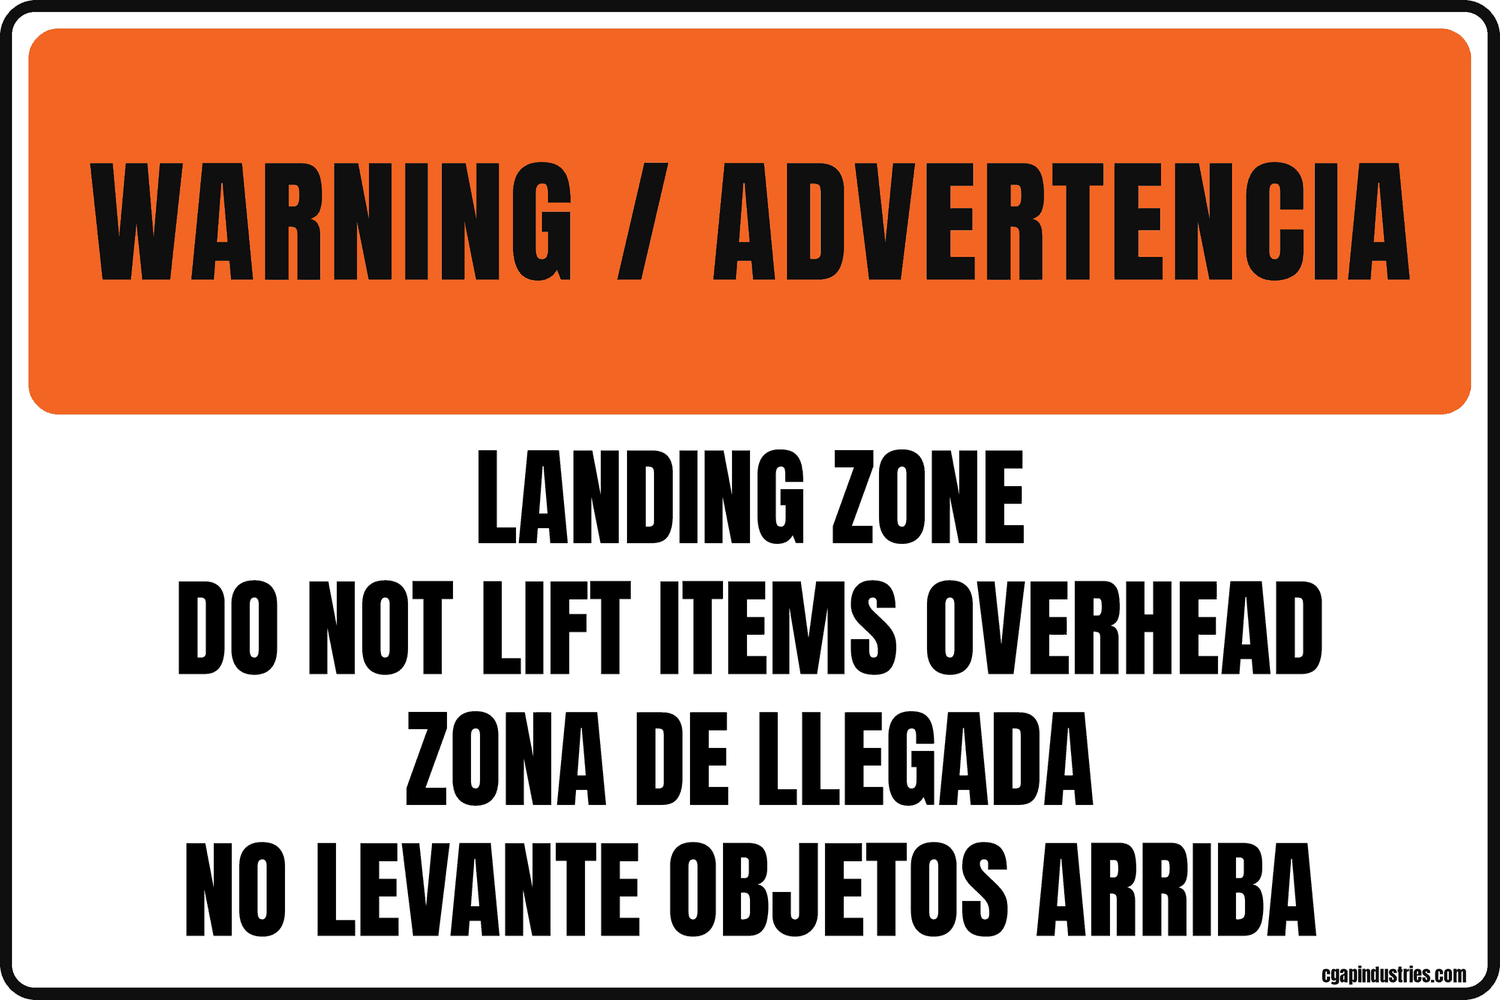 WARNING / ADVERTENCIA
LANDING ZONE
DO NOT LIFT ITEMS OVERHEAD
ZONA DE LLEGADA
NO LEVANTE OBJETOS ARRIBA
cgapindustries.com